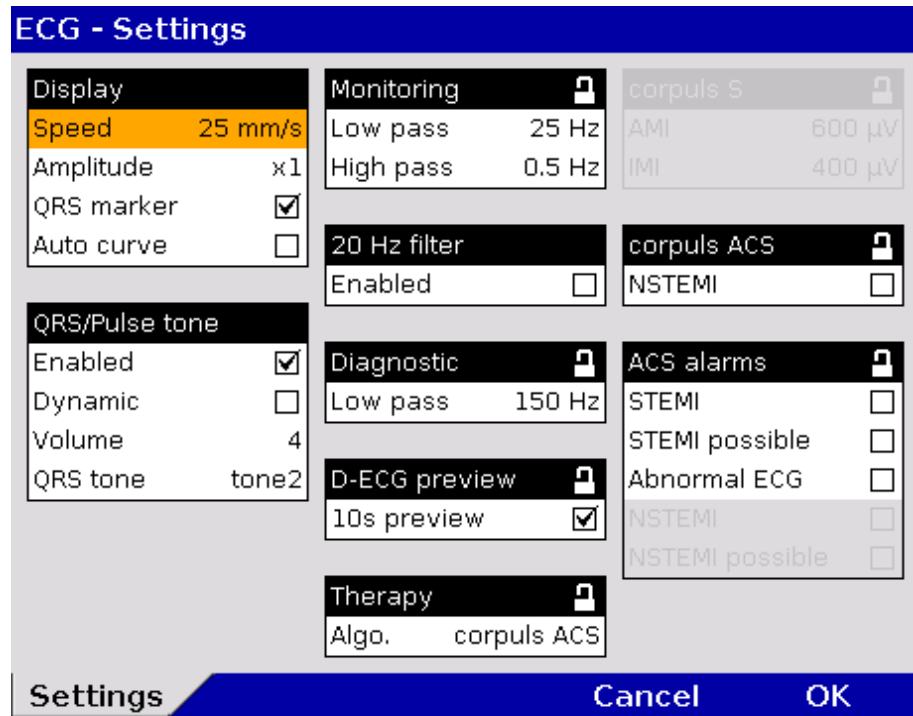 ECG - Settings
Display
Speed 25 mm/s
Amplitude x1
QRS marker
Auto curve
QRS/Pulse tone
Enabled
Dynamic
Volume 4
QRS tone tone2
Monitoring
Low pass 25 Hz
High pass 0.5 Hz
20 Hz filter
Enabled
Diagnostic
Low pass 150 Hz
D-ECG preview
10s preview
Therapy
Algo. corpuls ACS
corpuls S
AMI 600 µV
IMI 400 µV
corpuls ACS
NSTEMI
ACS alarms
STEMI
STEMI possible
Abnormal ECG
NSTEMI
NSTEMI possible
Settings Cancel OK